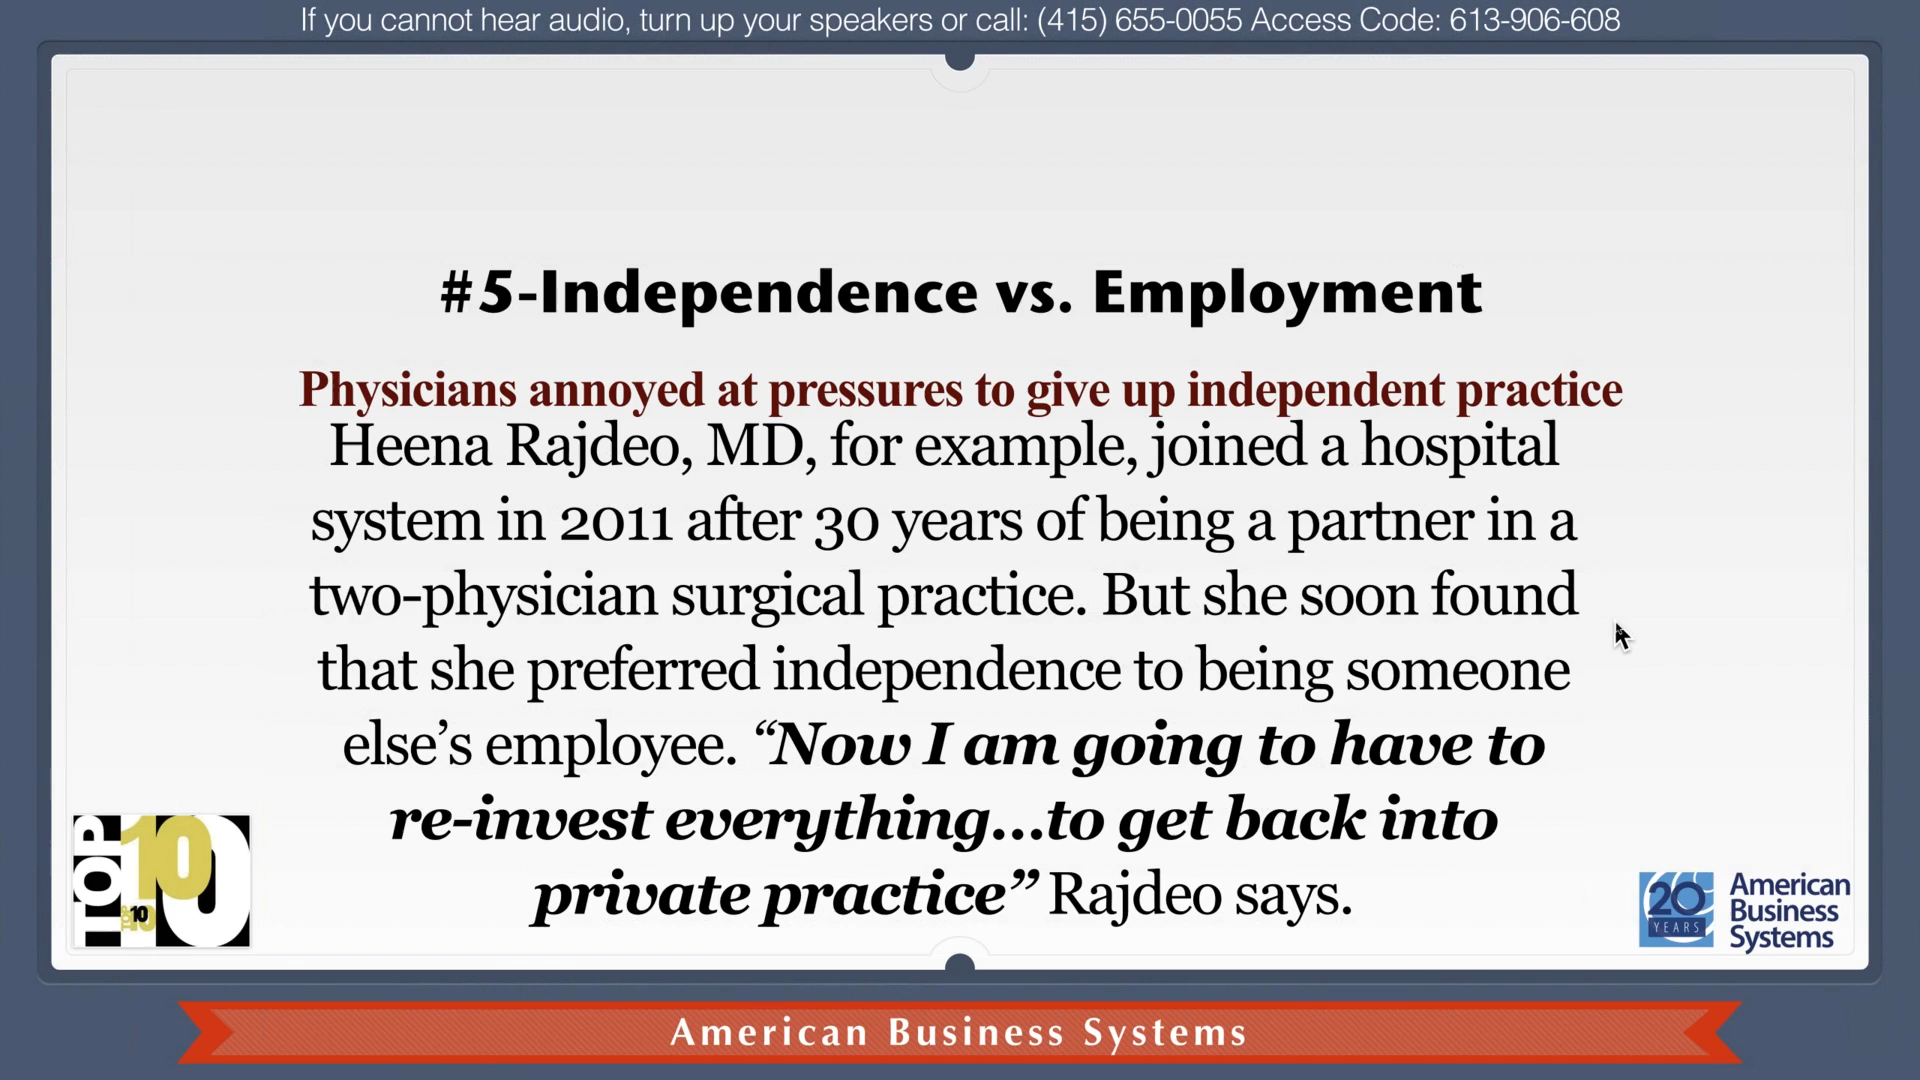 If you cannot hear audio, turn up your speakers or call: (415) 655-0055 Access Code: 613-906-608
#5-Independence vs. Employment
Physicians annoyed at pressures to give up independent practice
Heena Rajdeo, MD, for example, joined a hospital
system in 2011 after 30 years of being a partner in a
two-physician surgical practice. But she soon found
that she preferred independence to being someone
else’s employee. “Now I am going to have to
re-invest everything...to get back into
private practice” Rajdeo says.
TOP
10
10
TOP
10
20
YEARS
American
Business
Systems
American Business Systems